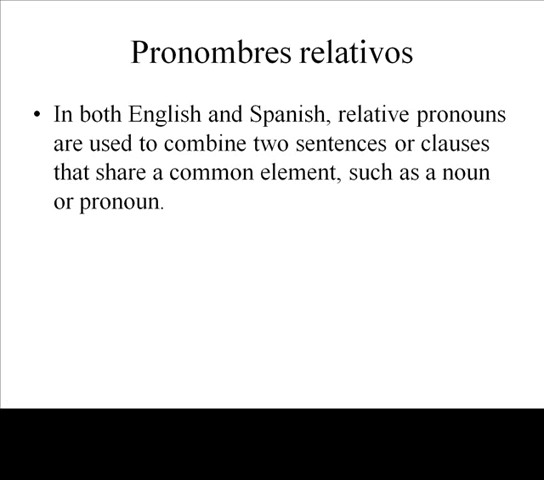 Pronombres relativos
• In both English and Spanish, relative pronouns
are used to combine two sentences or clauses
that share a common element, such as a noun
or pronoun.